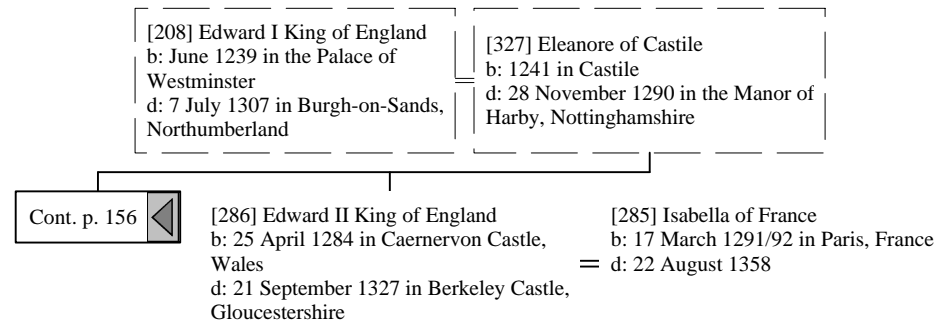 [208] Edward I King of England
b: June 1239 in the Palace of
Westminster
d: 7 July 1307 in Burgh-on-Sands,
Northumberland
[327] Eleanore of Castile
b: 1241 in Castile
d: 28 November 1290 in the Manor of
Harby, Nottinghamshire
Cont. p. 156
[286] Edward II King of England
b: 25 April 1284 in Caernervon Castle,
Wales
d: 21 September 1327 in Berkeley Castle,
Gloucestershire
[285] Isabella of France
b: 17 March 1291/92 in Paris, France
d: 22 August 1358